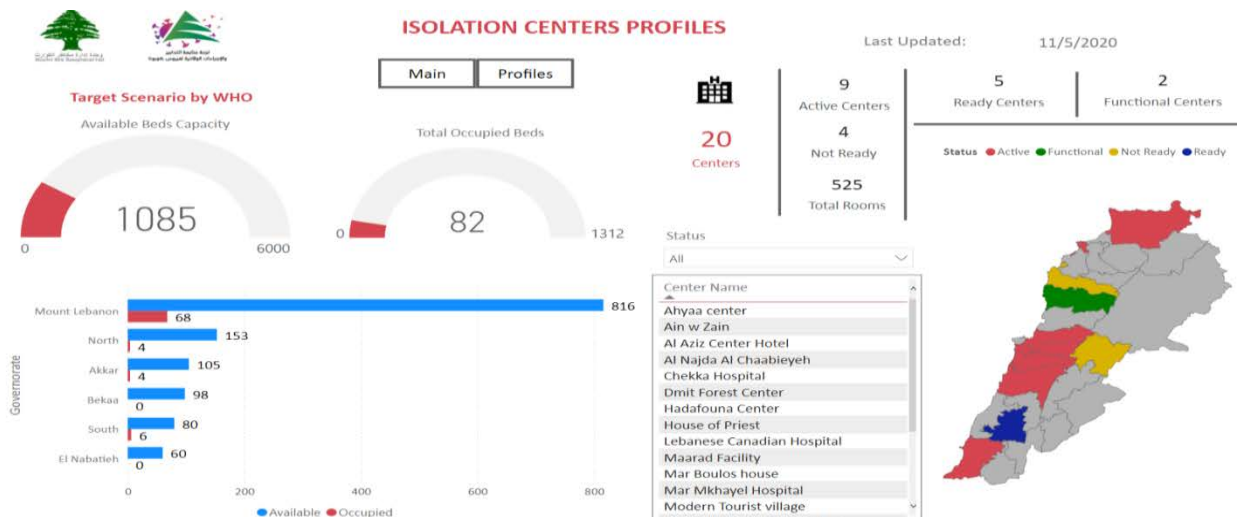 ISOLATION CENTERS PROFILES
Last Updated: 11/5/2020
Main
Profiles
Target Scenario by WHO
Available Beds Capacity
1085
0
6000
Total Occupied Beds
82
0
1312
20
Centers
9
Active Centers
4
Not Ready
525
Total Rooms
5
Ready Centers
2
Functional Centers
Status Active Functional Not Ready Ready
Status
All
Center Name
Ahyaa center
Ain w Zain
Al Aziz Center Hotel
Al Najda Al Chaabieyeh
Chekka Hospital
Dmit Forest Center
Hadafouna Center
House of Priest
Lebanese Canadian Hospital
Maarad Facility
Mar Boulos house
Mar Mkhayel Hospital
Modern Tourist village
Governorate
Mount Lebanon 816
68
North 153
4
Akkar 105
4
Bekaa 98
0
South 80
6
El Nabatieh 60
0
0 200 400 600 800
Available Occupied